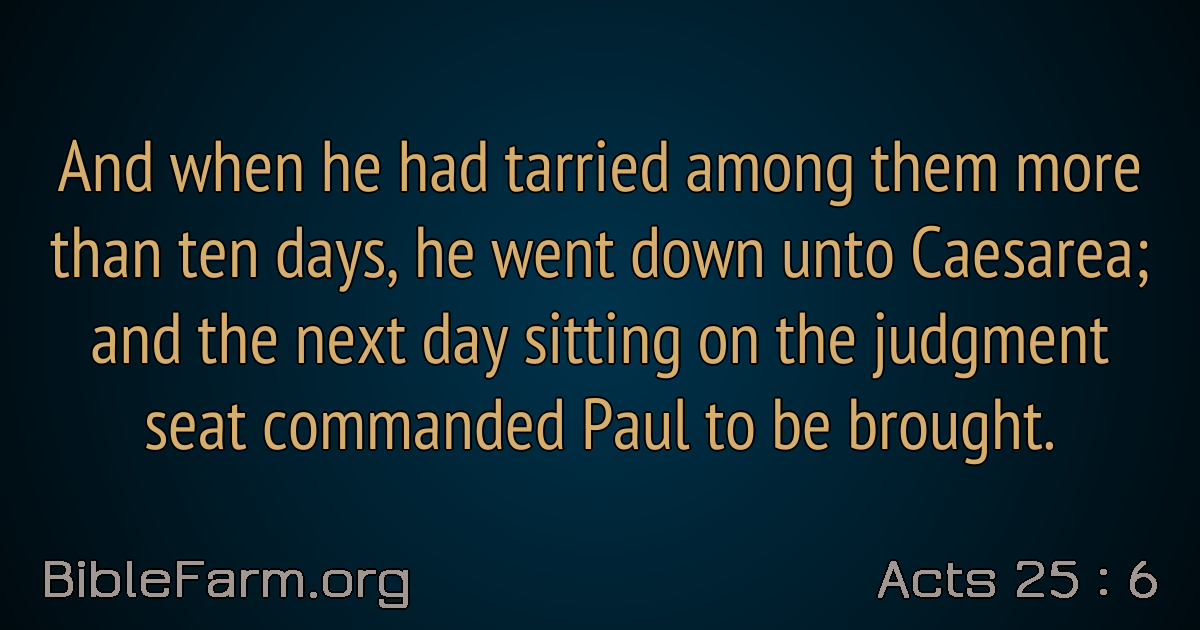 And when he had tarried among them more
than ten days, he went down unto Caesarea;
and the next day sitting on the judgment
seat commanded Paul to be brought.
BibleFarm.org
Acts 25 : 6